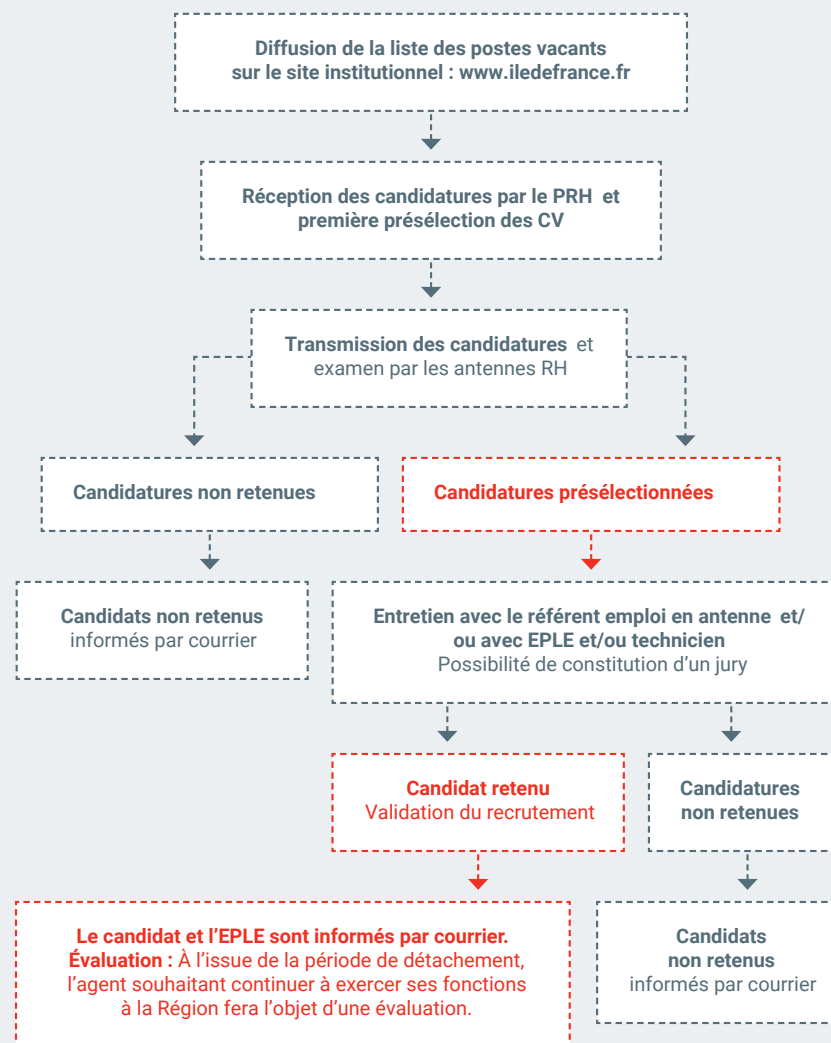 Diffusion de la liste des postes vacants
sur le site institutionnel : www.iledefrance.fr
Réception des candidatures par le PRH et
première présélection des CV
Transmission des candidatures et
examen par les antennes RH
Candidatures non retenues
Candidatures présélectionnées
Candidats non retenus
informés par courrier
Entretien avec le référent emploi en antenne et/
ou avec EPLE et/ou technicien
Possibilité de constitution d’un jury
Candidat retenu
Validation du recrutement
Candidatures
non retenues
Le candidat et l’EPLE sont informés par courrier.
Évaluation : À l’issue de la période de détachement,
l’agent souhaitant continuer à exercer ses fonctions
à la Région fera l’objet d’une évaluation.
Candidats
non retenus
informés par courrier